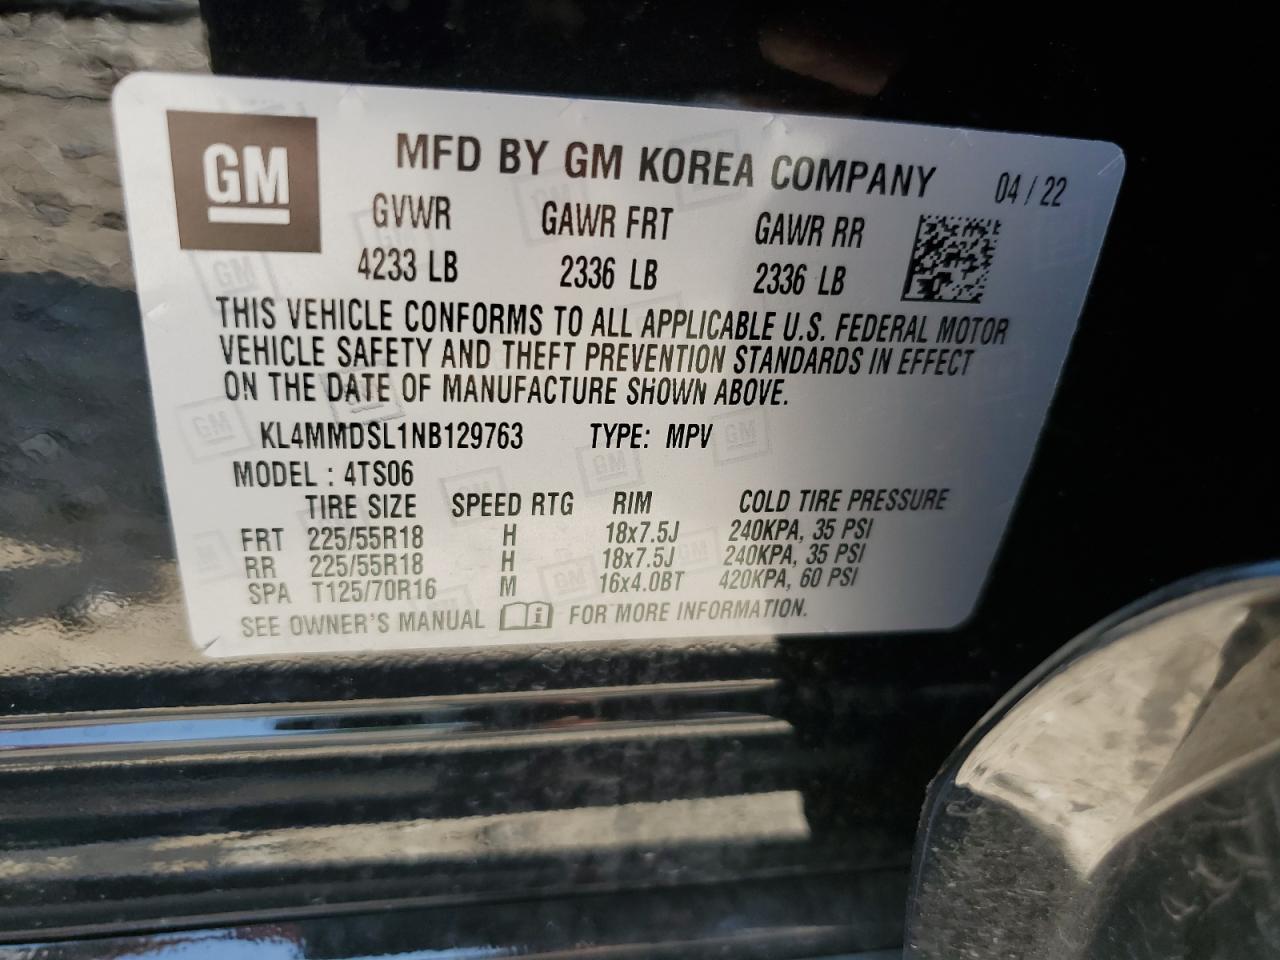 GM
MFD BY GM KOREA COMPANY 04 / 22
GVWR GAWR FRT GAWR RR
4233 LB 2336 LB 2336 LB
THIS VEHICLE CONFORMS TO ALL APPLICABLE U.S. FEDERAL MOTOR
VEHICLE SAFETY AND THEFT PREVENTION STANDARDS IN EFFECT
ON THE DATE OF MANUFACTURE SHOWN ABOVE.
KL4MMDSL1NB129763 TYPE: MPV
MODEL : 4TS06
TIRE SIZE SPEED RTG RIM COLD TIRE PRESSURE
FRT 225/55R18 H 18x7.5J 240KPA, 35 PSI
RR 225/55R18 H 18x7.5J 240KPA, 35 PSI
SPA T125/70R16 M 16x4.0BT 420KPA, 60 PSI
SEE OWNER'S MANUAL FOR MORE INFORMATION.